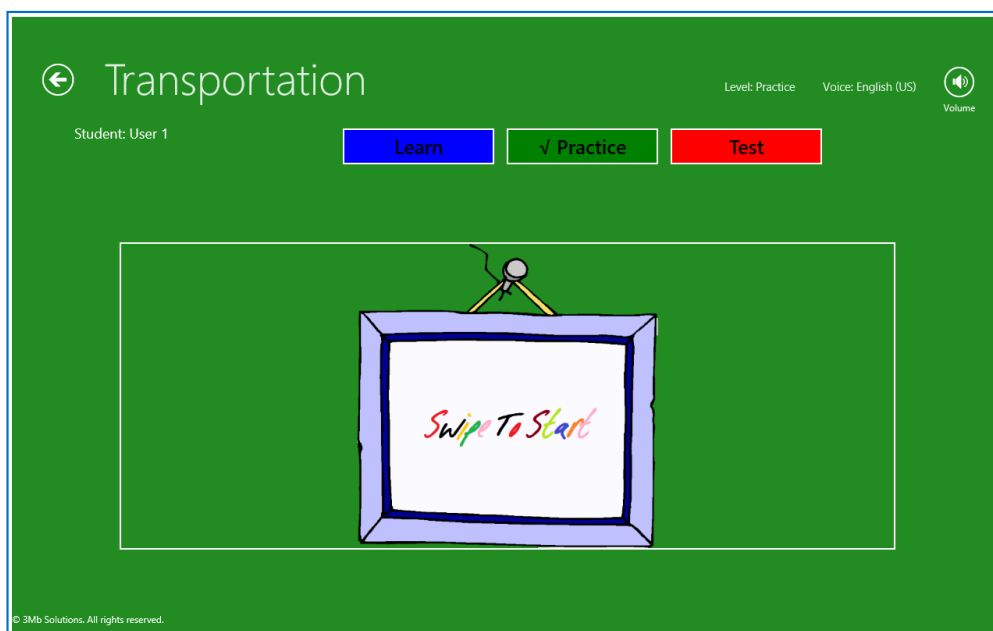 Transportation
Level: Practice
Voice: English (US)
Volume
Student: User 1
Learn
√ Practice
Test
Swipe To Start
© 3Mb Solutions. All rights reserved.